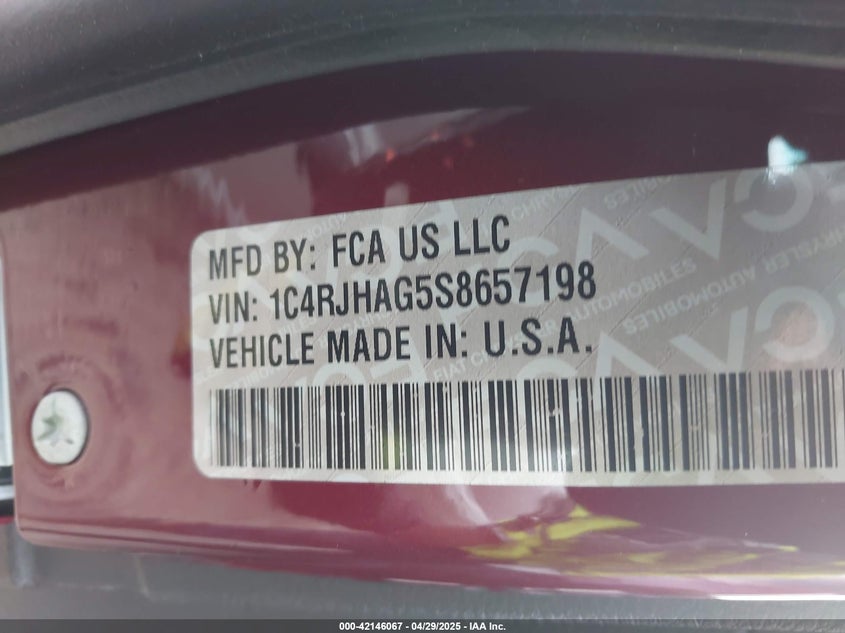 MFD BY: FCA US LLC
VIN: 1C4RJHAG5S8657198
VEHICLE MADE IN: U.S.A.
000-42146067 - 04/29/2025 - IAA Inc.